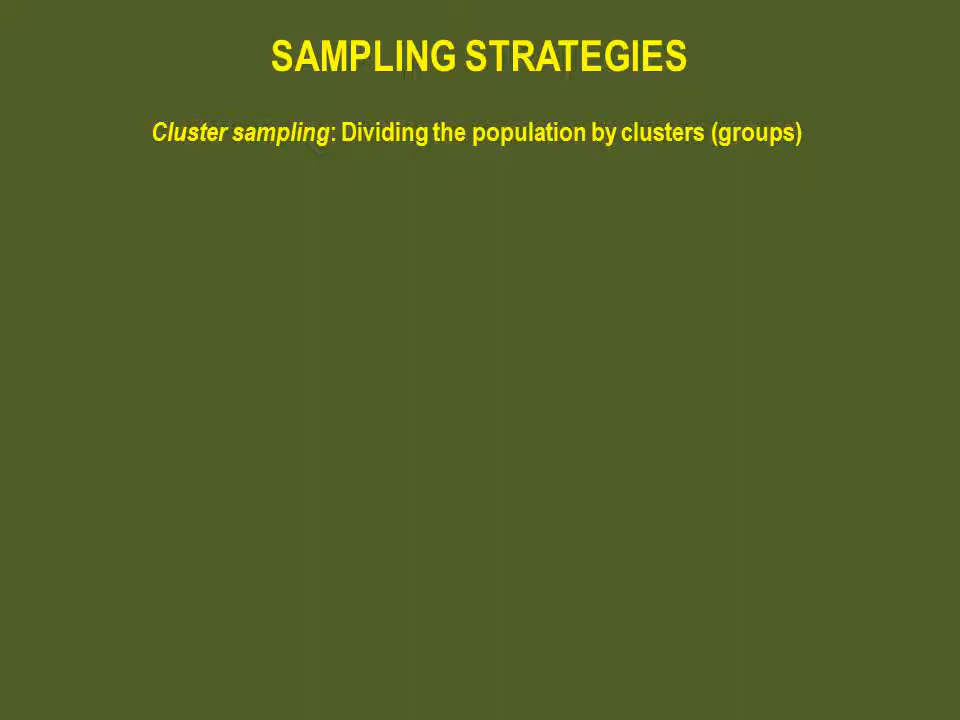 SAMPLING STRATEGIES
Cluster sampling: Dividing the population by clusters (groups)